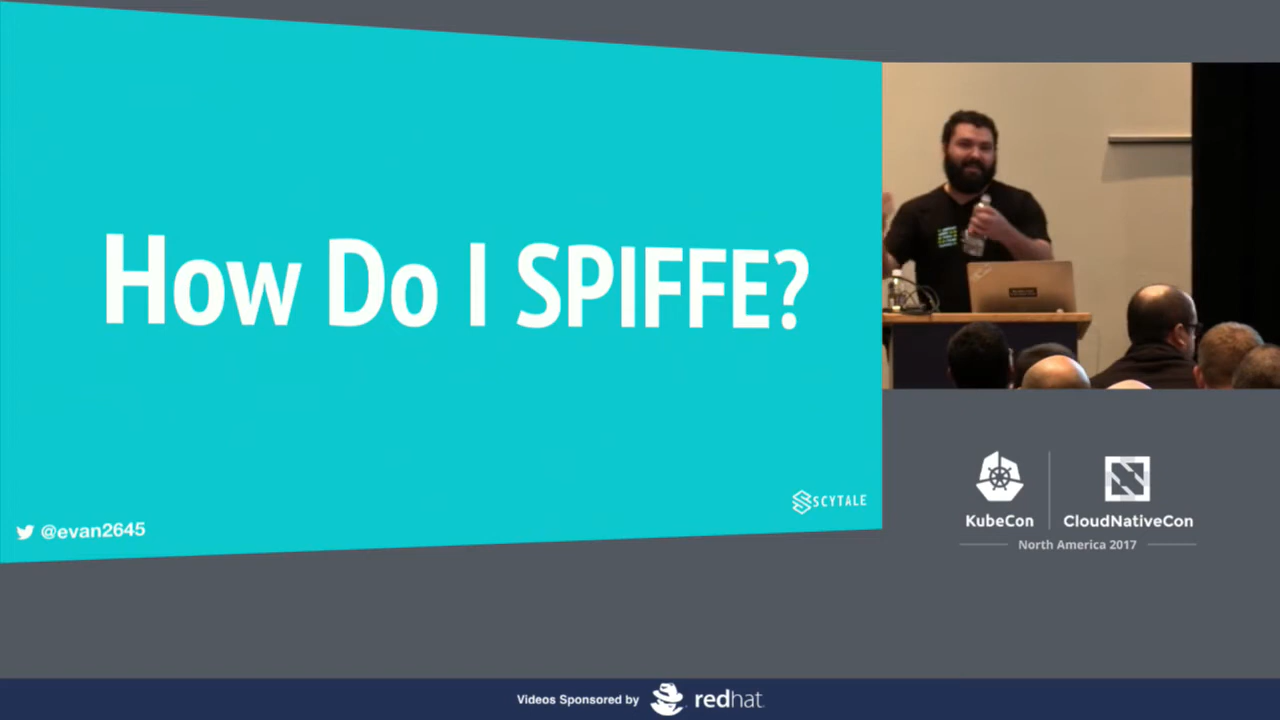 How Do I SPIFFE?
SCYTALE
@evan2645
KubeCon
CloudNativeCon
North America 2017
Videos Sponsored by
redhat.